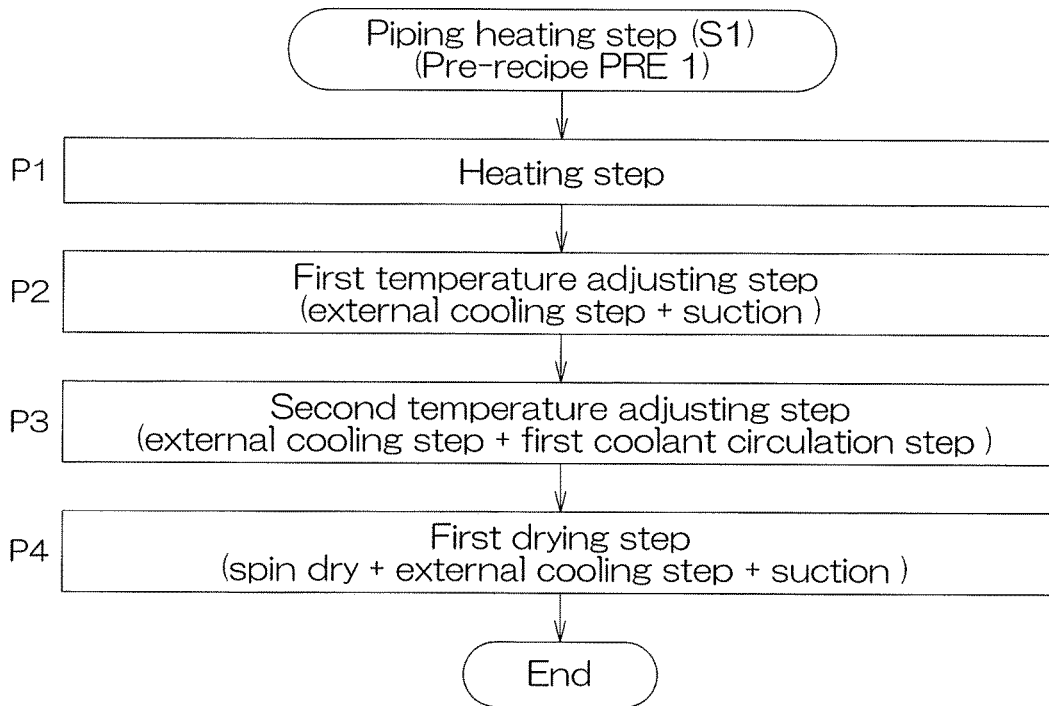 Piping heating step (S1)
(Pre-recipe PRE 1)
P1
Heating step
P2
First temperature adjusting step
(external cooling step + suction )
P3
Second temperature adjusting step
(external cooling step + first coolant circulation step )
P4
First drying step
(spin dry + external cooling step + suction )
End